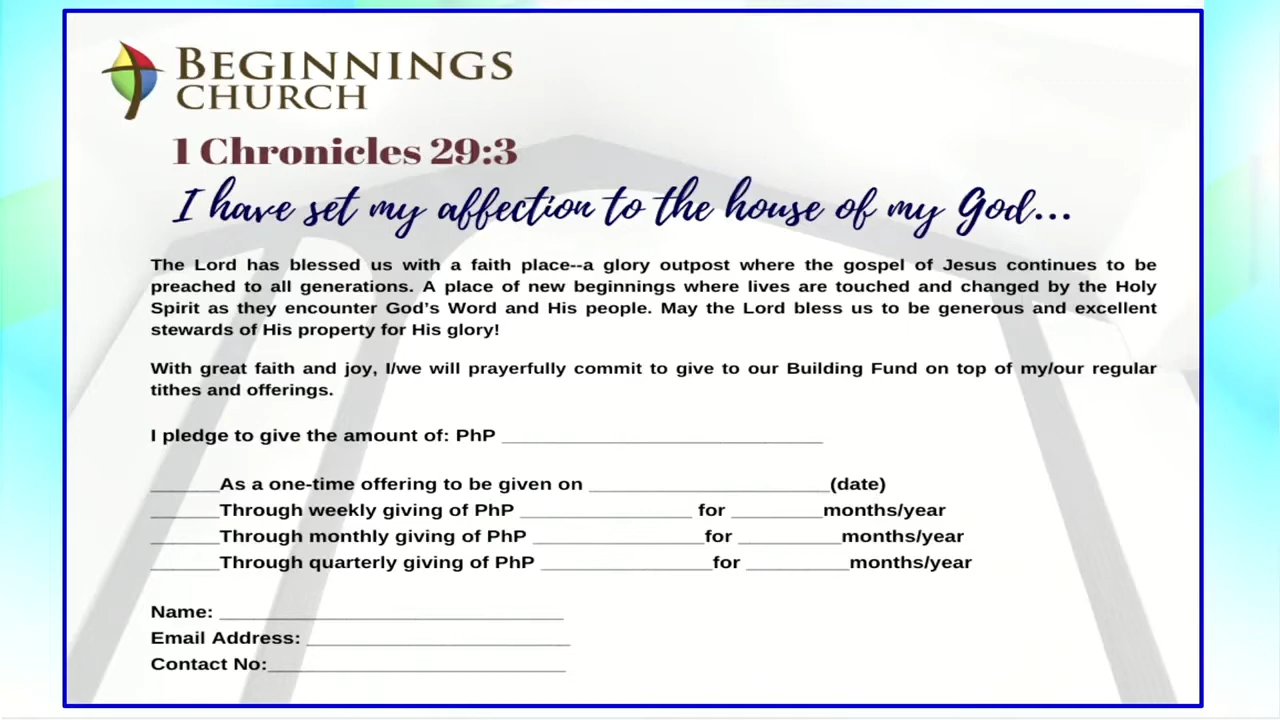 BEGINNINGS
CHURCH
1 Chronicles 29:3
I have set my affection to the house of my God...
The Lord has blessed us with a faith place--a glory outpost where the gospel of Jesus continues to be
preached to all generations. A place of new beginnings where lives are touched and changed by the Holy
Spirit as they encounter God's Word and His people. May the Lord bless us to be generous and excellent
stewards of His property for His glory!
With great faith and joy, I/we will prayerfully commit to give to our Building Fund on top of my/our regular
tithes and offerings.
I pledge to give the amount of: PhP ____________________________
______As a one-time offering to be given on _____________________(date)
______Through weekly giving of PhP _______________ for ________months/year
______Through monthly giving of PhP _______________for _________months/year
______Through quarterly giving of PhP _______________for _________months/year
Name: ______________________________
Email Address: _______________________
Contact No:__________________________